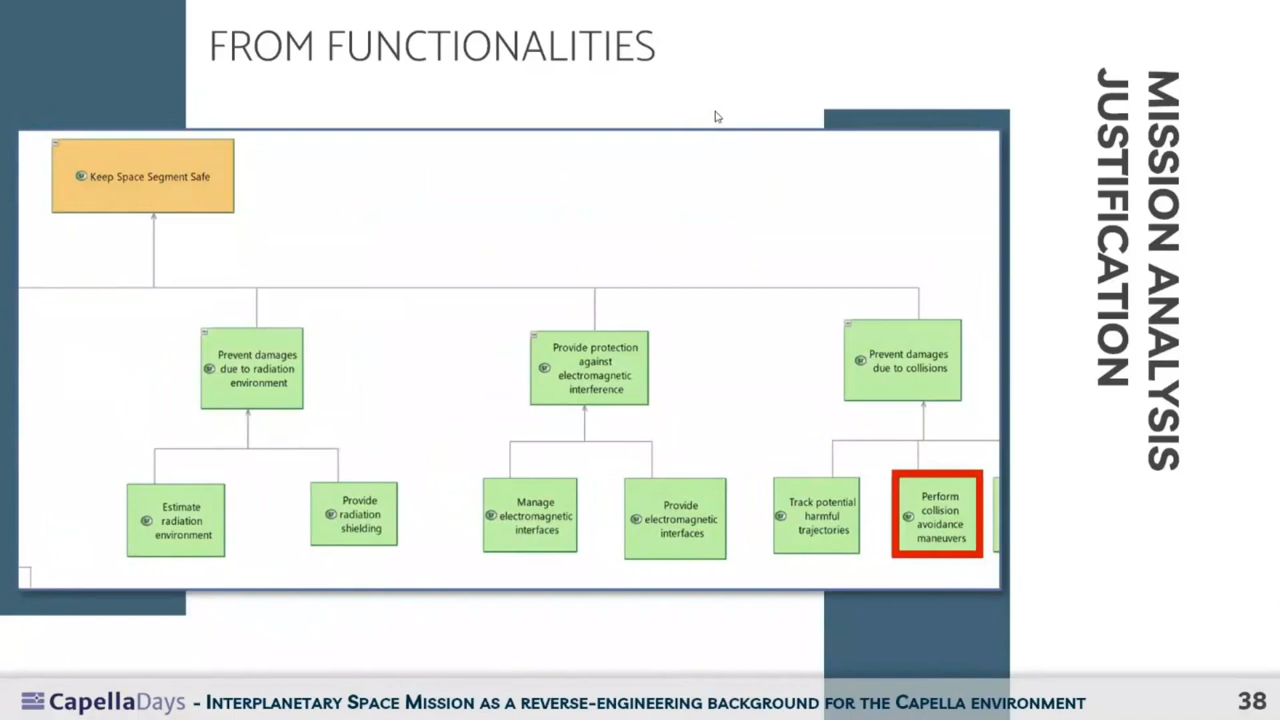 FROM FUNCTIONALITIES
MISSION ANALYSIS
JUSTIFICATION
Keep Space Segment Safe
Prevent damages
due to radiation
environment
Provide protection
against
electromagnetic
interference
Prevent damages
due to collisions
Estimate
radiation
environment
Provide
radiation
shielding
Manage
electromagnetic
interfaces
Provide
electromagnetic
interfaces
Track potential
harmful
trajectories
Perform
collision
avoidance
maneuvers
CapellaDays - INTERPLANETARY SPACE MISSION AS A REVERSE-ENGINEERING BACKGROUND FOR THE CAPELLA ENVIRONMENT
38